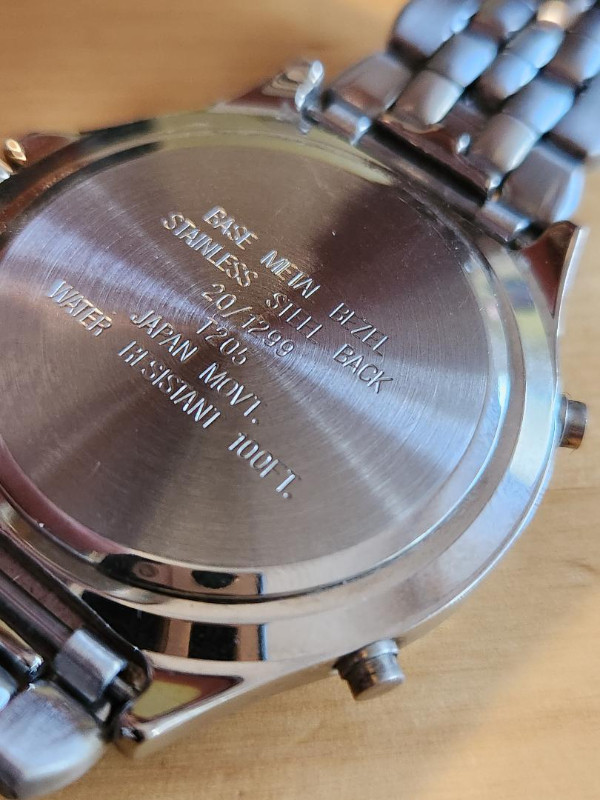 BASE METAL BEZEL
STAINLESS STEEL BACK
20/1299
T205
JAPAN MOVT.
WATER RESISTANT 100FT.